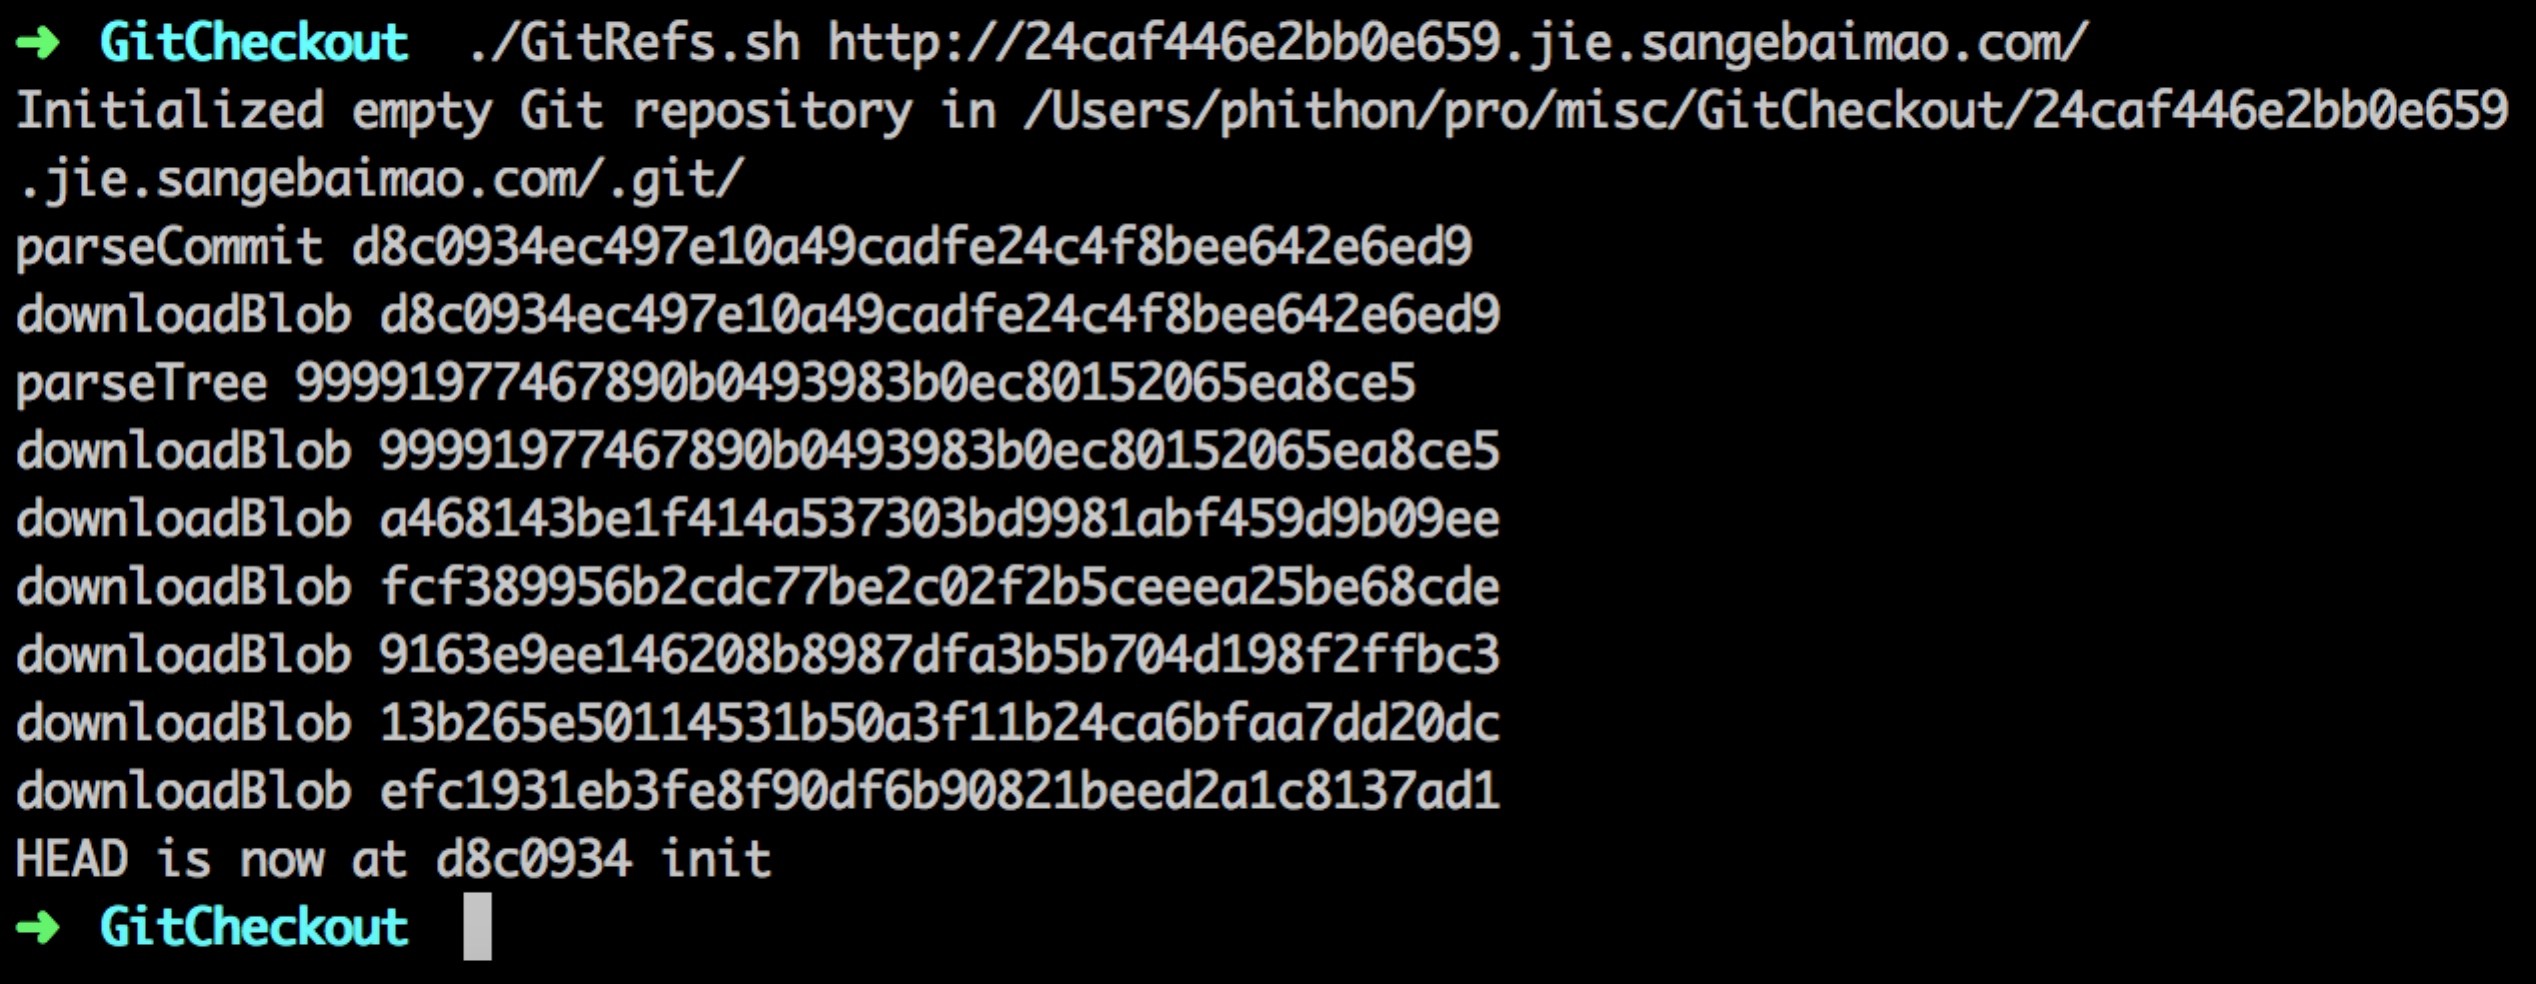 ➜ GitCheckout ./GitRefs.sh http://24caf446e2bb0e659.jie.sangebaimao.com/
Initialized empty Git repository in /Users/phithon/pro/misc/GitCheckout/24caf446e2bb0e659
.jie.sangebaimao.com/.git/
parseCommit d8c0934ec497e10a49cadfe24c4f8bee642e6ed9
downloadBlob d8c0934ec497e10a49cadfe24c4f8bee642e6ed9
parseTree 99991977467890b0493983b0ec80152065ea8ce5
downloadBlob 99991977467890b0493983b0ec80152065ea8ce5
downloadBlob a468143be1f414a537303bd9981abf459d9b09ee
downloadBlob fcf389956b2cdc77be2c02f2b5ceeea25be68cde
downloadBlob 9163e9ee146208b8987dfa3b5b704d198f2ffbc3
downloadBlob 13b265e50114531b50a3f11b24ca6bfaa7dd20dc
downloadBlob efc1931eb3fe8f90df6b90821beed2a1c8137ad1
HEAD is now at d8c0934 init
➜ GitCheckout